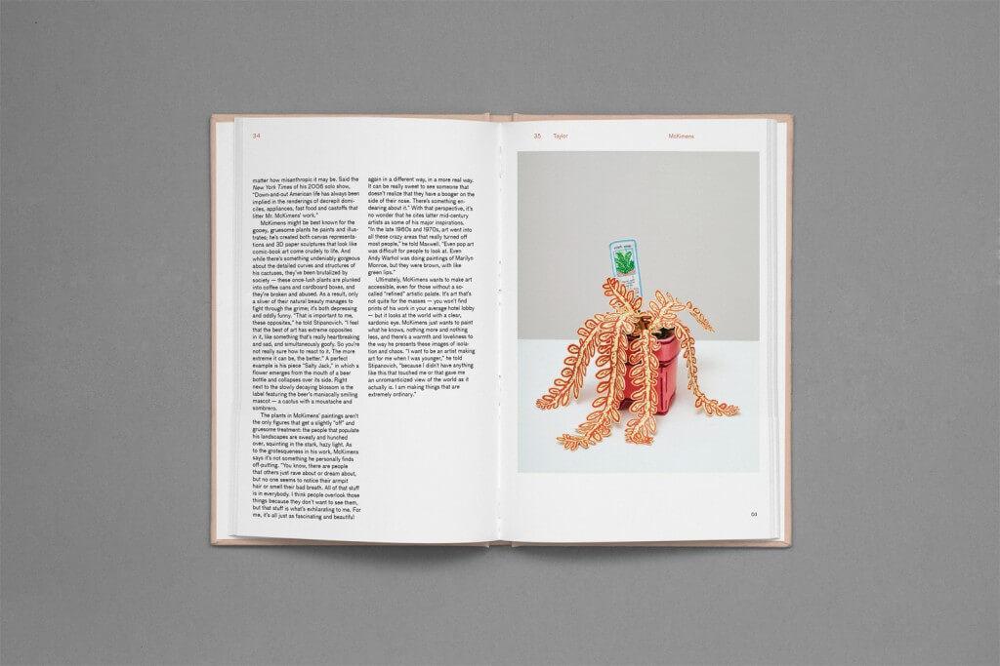 34
matter how misanthropic it may be. Said the
New York Times of his 2006 solo show,
"Down-and-out American life has always been
implied in the renderings of decrepit domi-
ciles, appliances, fast food and castoffs that
litter Mr. McKimens' work."
McKimens might be best known for the
gooey, gruesome plants he paints and illus-
trates; he's created both canvas representa-
tions and 3D paper sculptures that look like
comic-book art come crudely to life. And
while there's something undeniably gorgeous
about the detailed curves and structures of
his cactuses, they've been brutalized by
society — these once-lush plants are plunked
into coffee cans and cardboard boxes, and
they're broken and abused. As a result, only
a sliver of their natural beauty manages to
fight through the grime; it's both depressing
and oddly funny. "That is important to me,
these opposites," he told Stipanovich. "I feel
that the best of art has extreme opposites
in it, like something that's really heartbreaking
and sad, and simultaneously goofy. So you're
not really sure how to react to it. The more
extreme it can be, the better." A perfect
example is his piece "Salty Jack," in which a
flower emerges from the mouth of a beer
bottle and collapses over its side. Right
next to the slowly decaying blossom is the
label featuring the beer's maniacally smiling
mascot — a cactus with a moustache and
sombrero.
The plants in McKimens' paintings aren't
the only figures that get a slightly "off" and
gruesome treatment: the people that populate
his landscapes are sweaty and hunched
over, squinting in the stark, hazy light. As
to the grotesqueness in his work, McKimens
says it's not something he personally finds
off-putting. "You know, there are people
that others just rave about or dream about,
but no one seems to notice their armpit
hair or smell their bad breath. All of that stuff
is in everybody. I think people overlook those
things because they don't want to see them,
but that stuff is what's exhilarating to me. For
me, it's all just as fascinating and beautiful
again in a different way, in a more real way.
It can be really sweet to see someone that
doesn't realize that they have a booger on the
side of their nose. There's something en-
dearing about it." With that perspective, it's
no wonder that he cites latter mid-century
artists as some of his major inspirations.
"In the late 1960s and 1970s, art went into
all these crazy areas that really turned off
most people," he told Maxwell. "Even pop art
was difficult for people to look at. Even
Andy Warhol was doing paintings of Marilyn
Monroe, but they were brown, with like
green lips."
Ultimately, McKimens wants to make art
accessible, even for those without a so-
called "refined" artistic palate. It's art that's
not quite for the masses — you won't find
prints of his work in your average hotel lobby
— but it looks at the world with a clear,
sardonic eye. McKimens just wants to paint
what he knows, nothing more and nothing
less, and there's a warmth and loveliness to
the way he presents these images of isola-
tion and chaos. "I want to be an artist making
art for me when I was younger," he told
Stipanovich, "because I didn't have anything
like this that touched me or that gave me
an unromanticized view of the world as it
actually is. I am making things that are
extremely ordinary."
35 Taylor McKimens